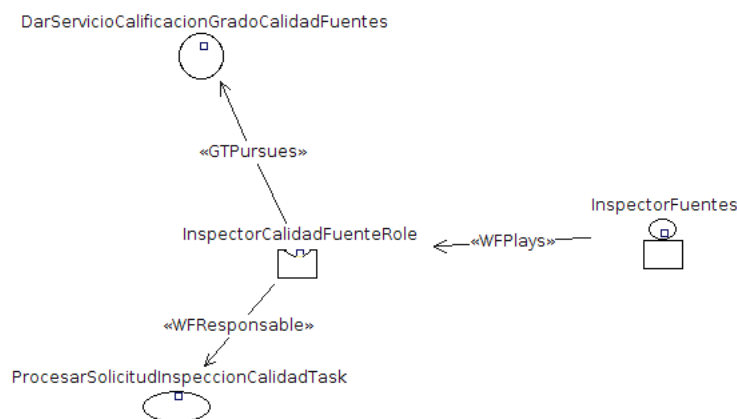 DarServicioCalificacionGradoCalidadFuentes
«GTPursues»
InspectorFuentes
InspectorCalidadFuenteRole
«WFPlays»
«WFResponsable»
ProcesarSolicitudInspeccionCalidadTask